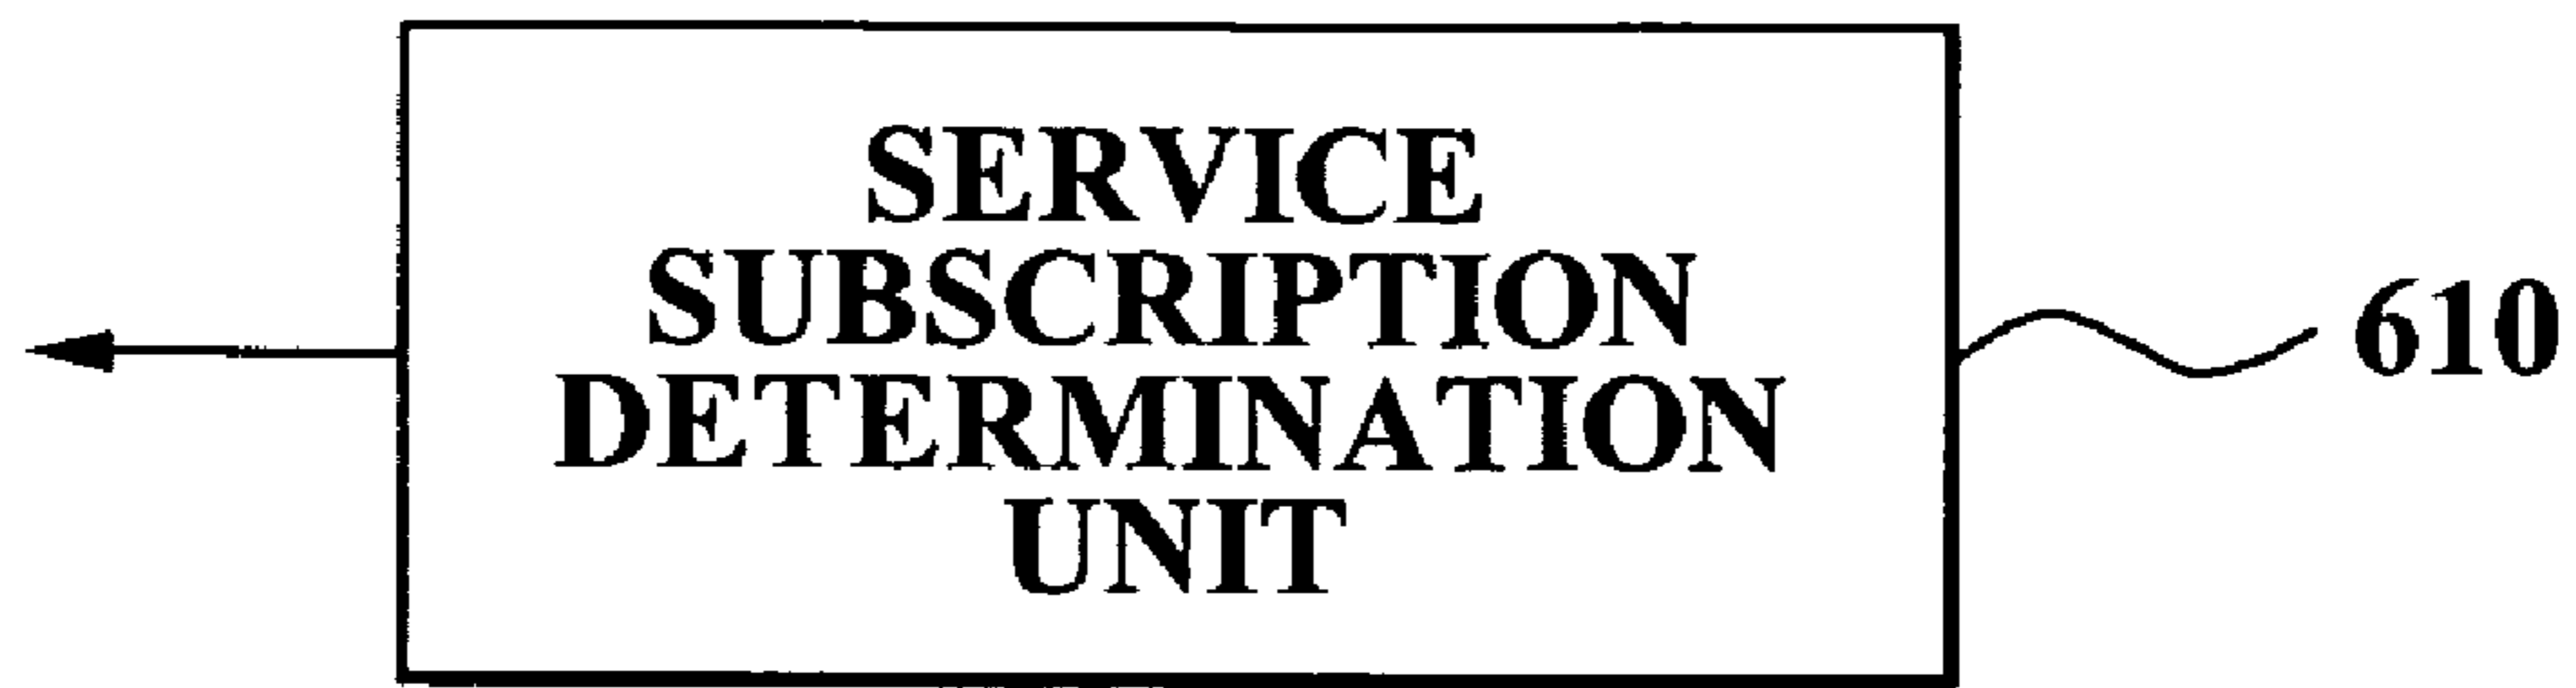 SERVICE
SUBSCRIPTION
DETERMINATION
UNIT
610